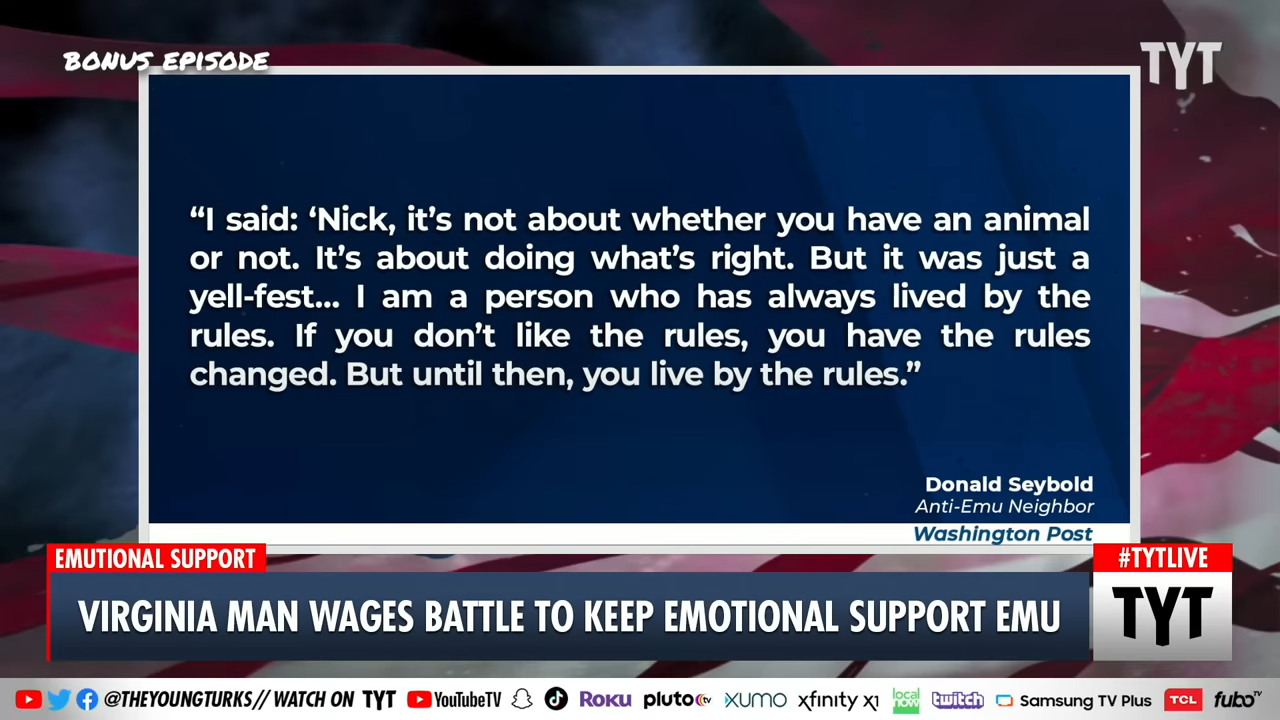 BONUS EPISODE
TYT
“I said: ‘Nick, it’s not about whether you have an animal
or not. It’s about doing what’s right. But it was just a
yell-fest... I am a person who has always lived by the
rules. If you don’t like the rules, you have the rules
changed. But until then, you live by the rules.”
Donald Seybold
Anti-Emu Neighbor
Washington Post
EMUTIONAL SUPPORT
#TYTLIVE
VIRGINIA MAN WAGES BATTLE TO KEEP EMOTIONAL SUPPORT EMU
TYT
@THEYOUNGTURKS// WATCH ON TYT YouTubeTV ROKU pluto tv XUMO xfinity X1 local now twitch Samsung TV Plus TCL fubo TV